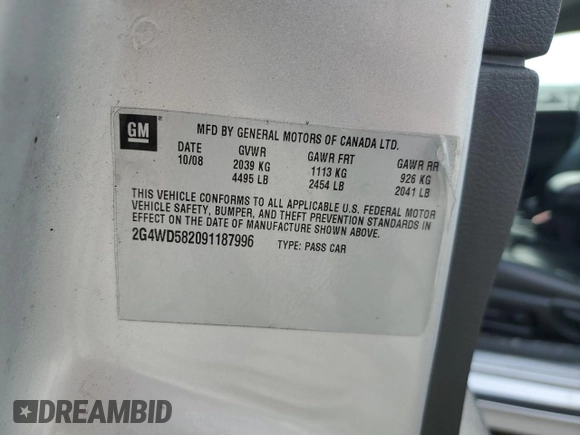 GM
MFD BY GENERAL MOTORS OF CANADA LTD.
DATE GVWR GAWR FRT GAWR RR
10/08 2039 KG 1113 KG 926 KG
4495 LB 2454 LB 2041 LB
THIS VEHICLE CONFORMS TO ALL APPLICABLE U.S. FEDERAL MOTOR
VEHICLE SAFETY, BUMPER, AND THEFT PREVENTION STANDARDS IN
EFFECT ON THE DATE OF MANUFACTURE SHOWN ABOVE.
2G4WD582091187996 TYPE: PASS CAR
DREAMBID